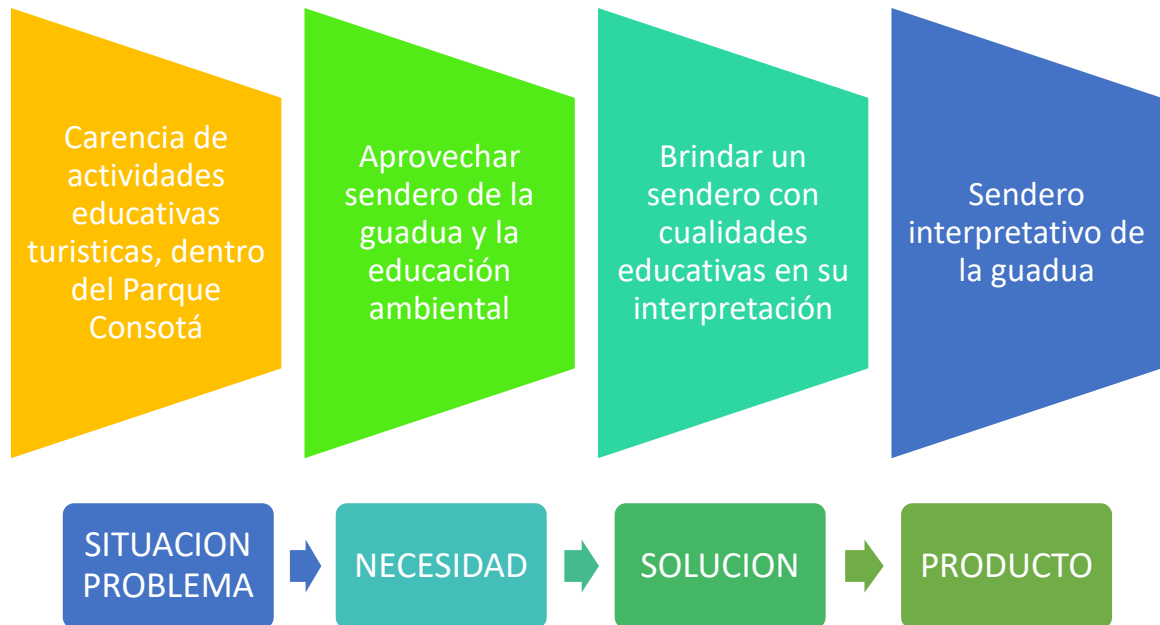 Carencia de
actividades
educativas
turisticas, dentro
del Parque
Consotá
Aprovechar
sendero de la
guadua y la
educación
ambiental
Brindar un
sendero con
cualidades
educativas en su
interpretación
Sendero
interpretativo de
la guadua
SITUACION
PROBLEMA
NECESIDAD
SOLUCION
PRODUCTO